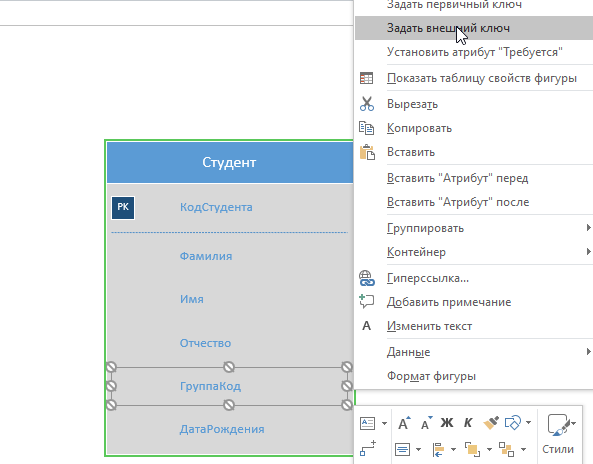 Задать первичный ключ
Задать внешний ключ
Установить атрибут "Требуется"
Показать таблицу свойств фигуры
Вырезать
Копировать
Вставить
Вставить "Атрибут" перед
Вставить "Атрибут" после
Группировать
Контейнер
Гиперссылка...
Добавить примечание
А Изменить текст
Данные
Формат фигуры
Студент
PK КодСтудента
Фамилия
Имя
Отчество
ГруппаКод
ДатаРождения
A A A Ж К
Стили